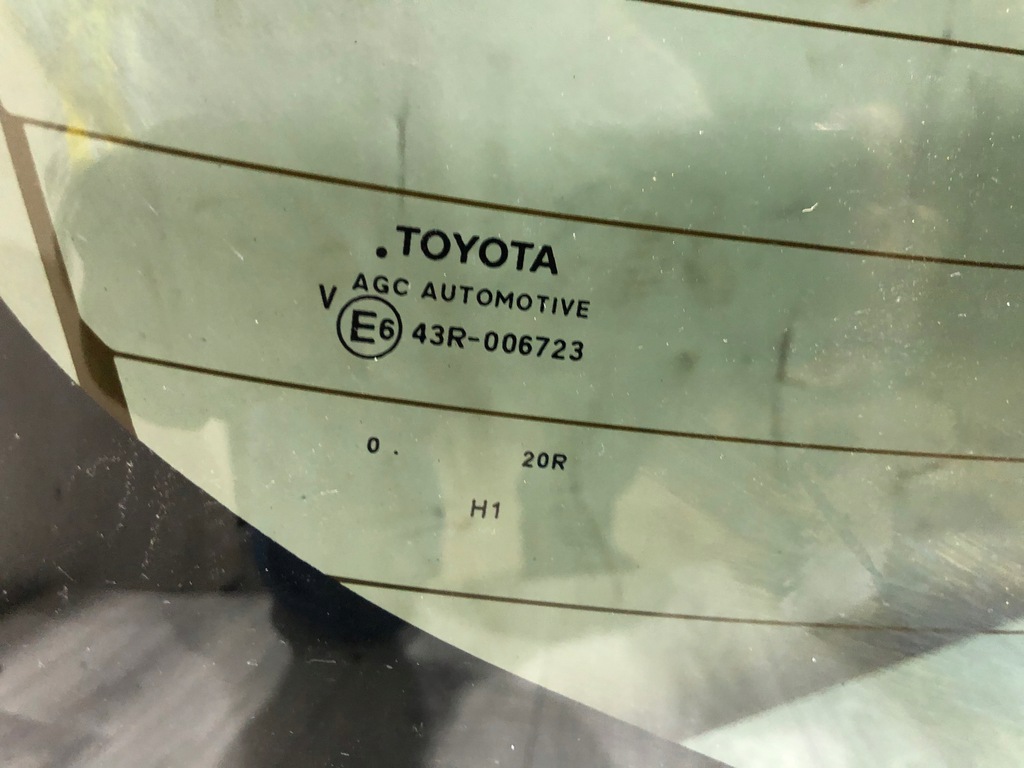 .TOYOTA
AGC AUTOMOTIVE
V E6 43R-006723
0 . 20R
H1